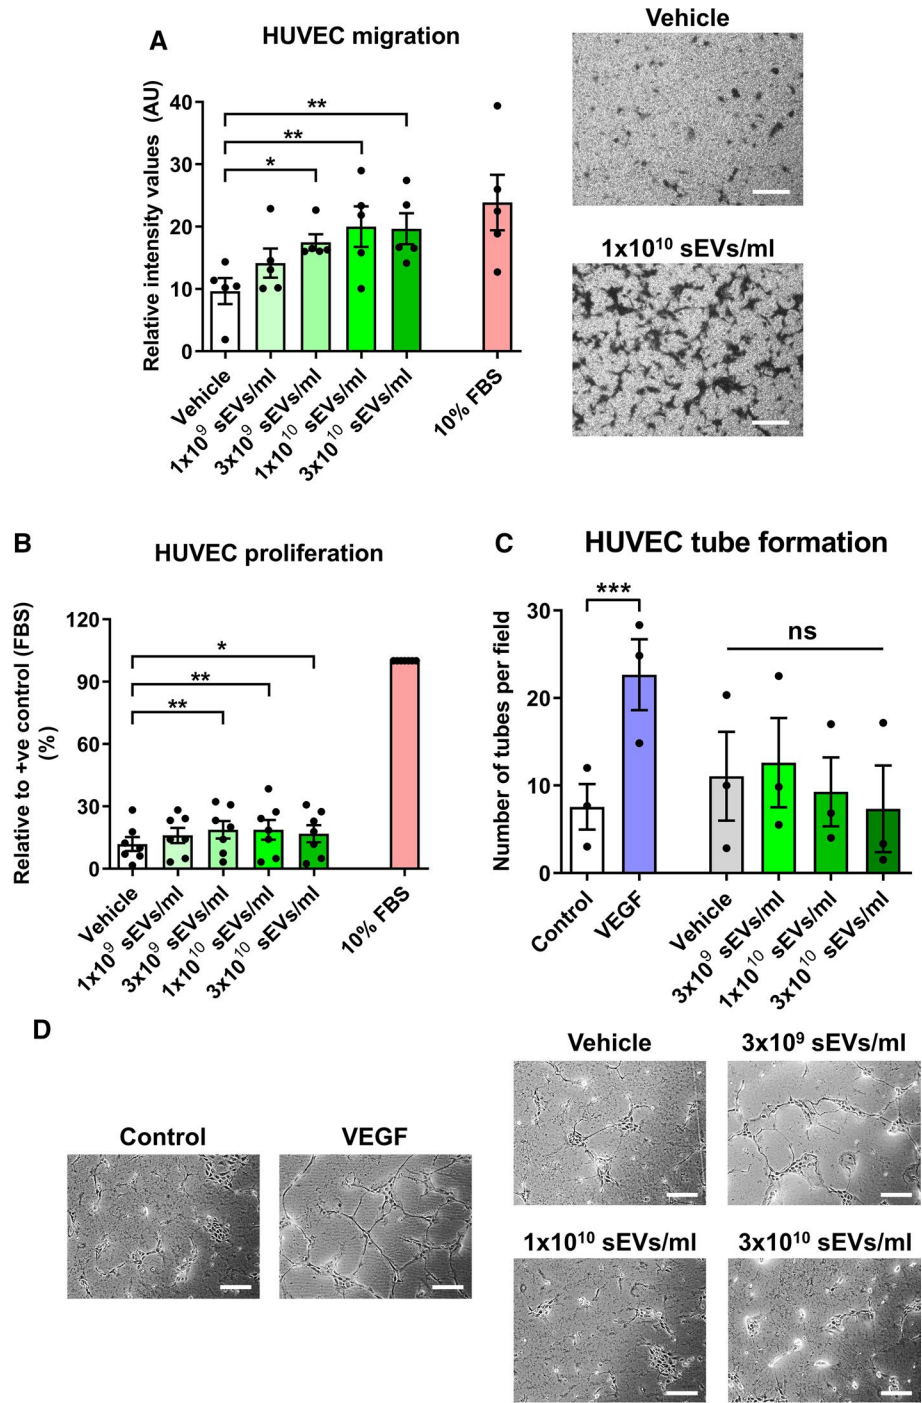 A
HUVEC migration
Relative intensity values (AU)
40
30
20
10
0
**
**
*
Vehicle
1x10⁹ sEVs/ml
3x10⁹ sEVs/ml
1x10¹⁰ sEVs/ml
3x10¹⁰ sEVs/ml
10% FBS
Vehicle
1x10¹⁰ sEVs/ml
B
HUVEC proliferation
Relative to +ve control (FBS)
(%)
120
90
60
30
0
*
**
**
Vehicle
1x10⁹ sEVs/ml
3x10⁹ sEVs/ml
1x10¹⁰ sEVs/ml
3x10¹⁰ sEVs/ml
10% FBS
C
HUVEC tube formation
Number of tubes per field
30
20
10
0
***
ns
Control
VEGF
Vehicle
3x10⁹ sEVs/ml
1x10¹⁰ sEVs/ml
3x10¹⁰ sEVs/ml
D
Control
VEGF
Vehicle
3x10⁹ sEVs/ml
1x10¹⁰ sEVs/ml
3x10¹⁰ sEVs/ml